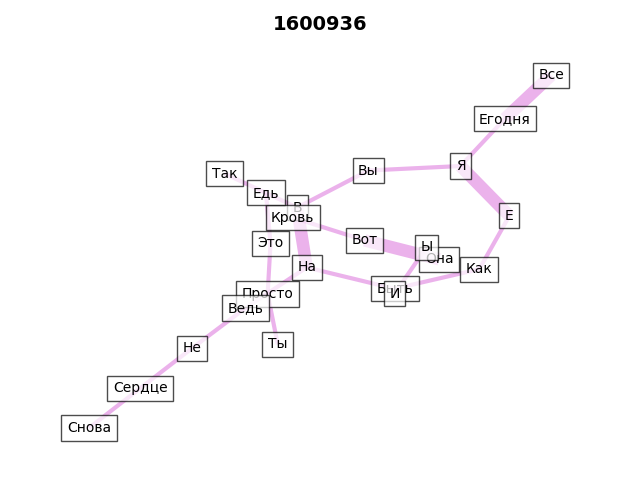 1600936
Все
Егодня
Я
Вы
Так
Едь
В
Кровь
Е
Вот
Это
Ы
Она
На
Как
Быть
И
Просто
Ведь
Ты
Не
Сердце
Снова